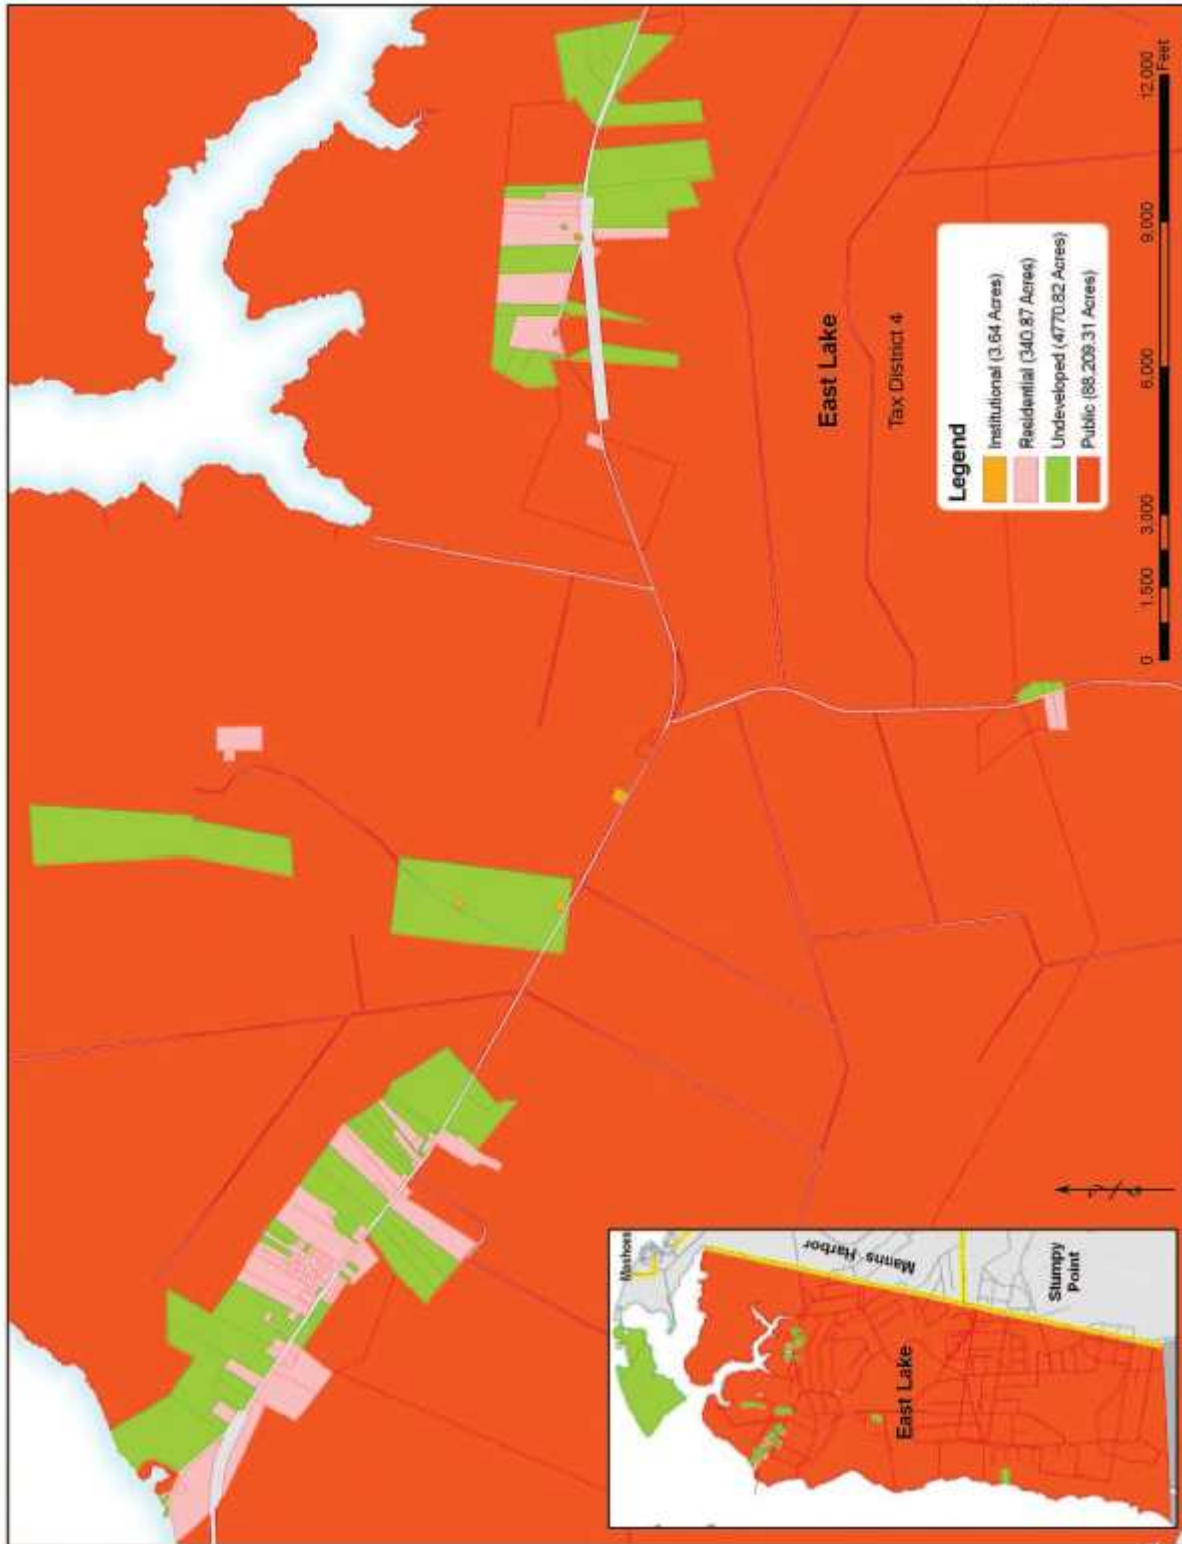 East Lake
Tax District 4
Legend
Institutional (3.64 Acres)
Residential (340.87 Acres)
Undeveloped (4770.82 Acres)
Public (88,209.31 Acres)
0 1,500 3,000 6,000 9,000 12,000
Feet
Mashoes
Manns Harbor
East Lake
Stumpy
Point